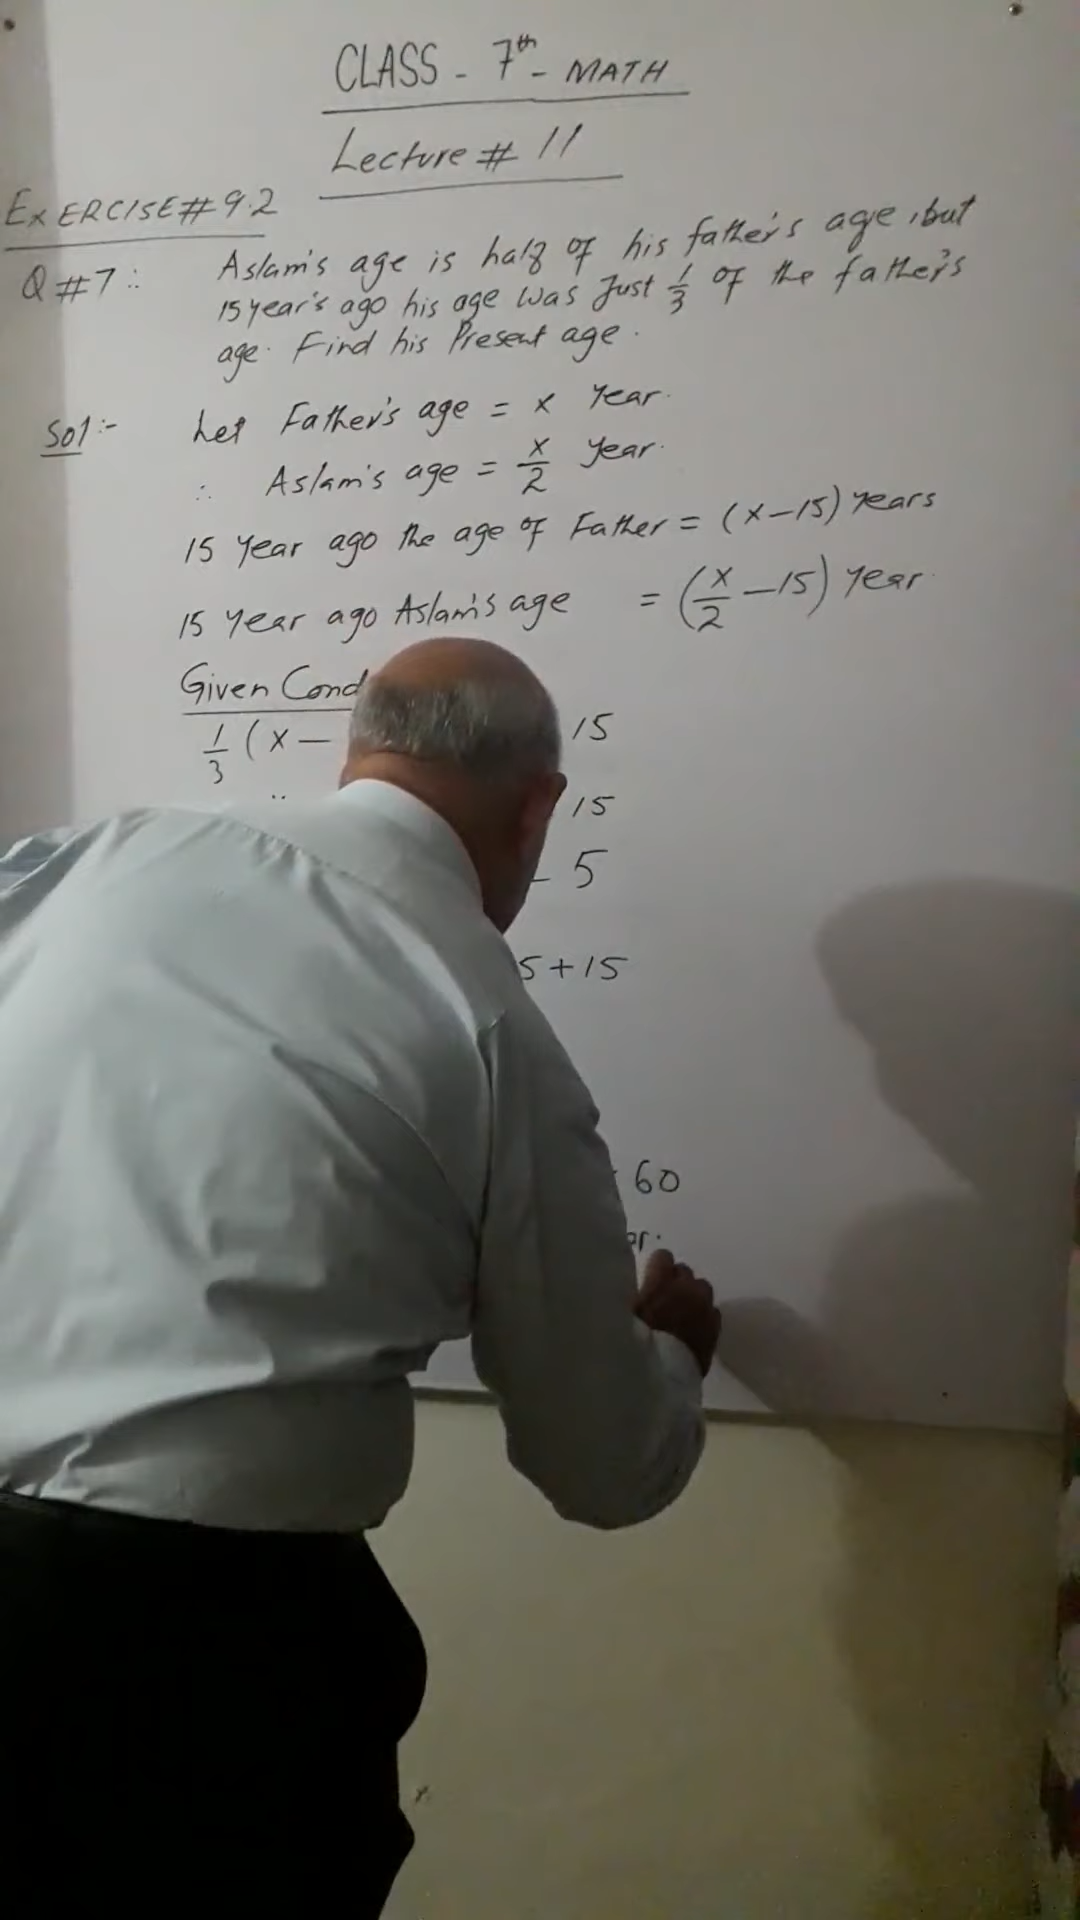 CLASS - 7th - MATH
Lecture # 11
ExERCISE#9.2
Q #7:: Aslam's age is half of his father's age, but
15 year's ago his age was Just 1/3 of the father's
age. Find his Present age.
Sol:- Let Father's age = x Year.
∴ Aslam's age = x/2 year.
15 Year ago the age of Father = (x-15) Years
15 Year ago Aslam's age = (x/2 - 15) Year.
Given Cond
1/3 (x - 15
15
- 5
5+15
60